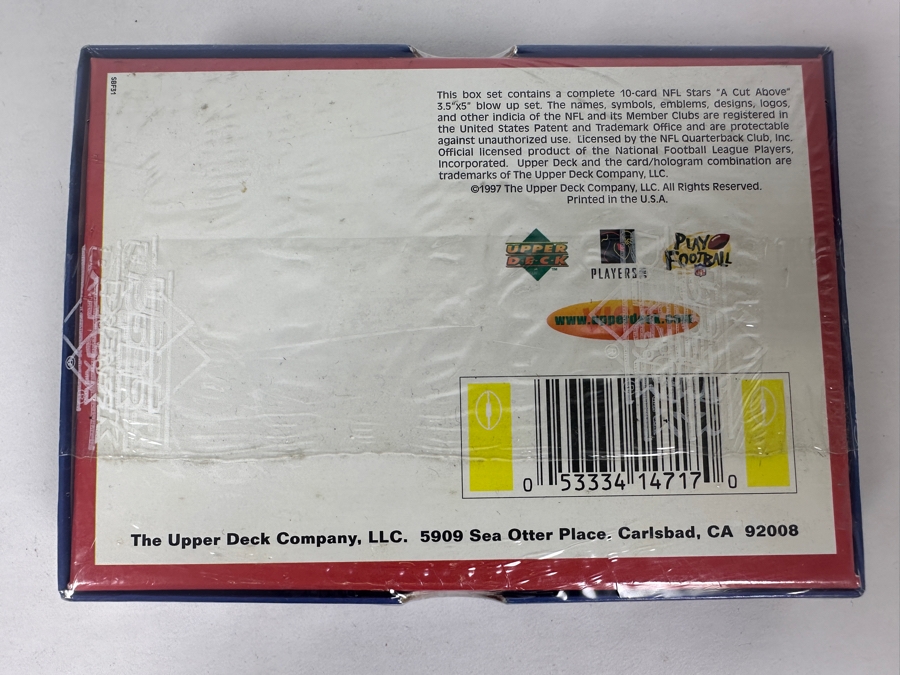 SBF51
This box set contains a complete 10-card NFL Stars "A Cut Above"
3.5"x5" blow up set. The names, symbols, emblems, designs, logos,
and other indicia of the NFL and its Member Clubs are registered in
the United States Patent and Trademark Office and are protectable
against unauthorized use. Licensed by the NFL Quarterback Club, Inc.
Official licensed product of the National Football League Players,
Incorporated. Upper Deck and the card/hologram combination are
trademarks of The Upper Deck Company, LLC.
©1997 The Upper Deck Company, LLC. All Rights Reserved.
Printed in the U.S.A.
UPPER
DECK
PLAYERS
PLAY
FOOTBALL
www.upperdeck.com
0 53334 14717 0
The Upper Deck Company, LLC. 5909 Sea Otter Place. Carlsbad, CA 92008